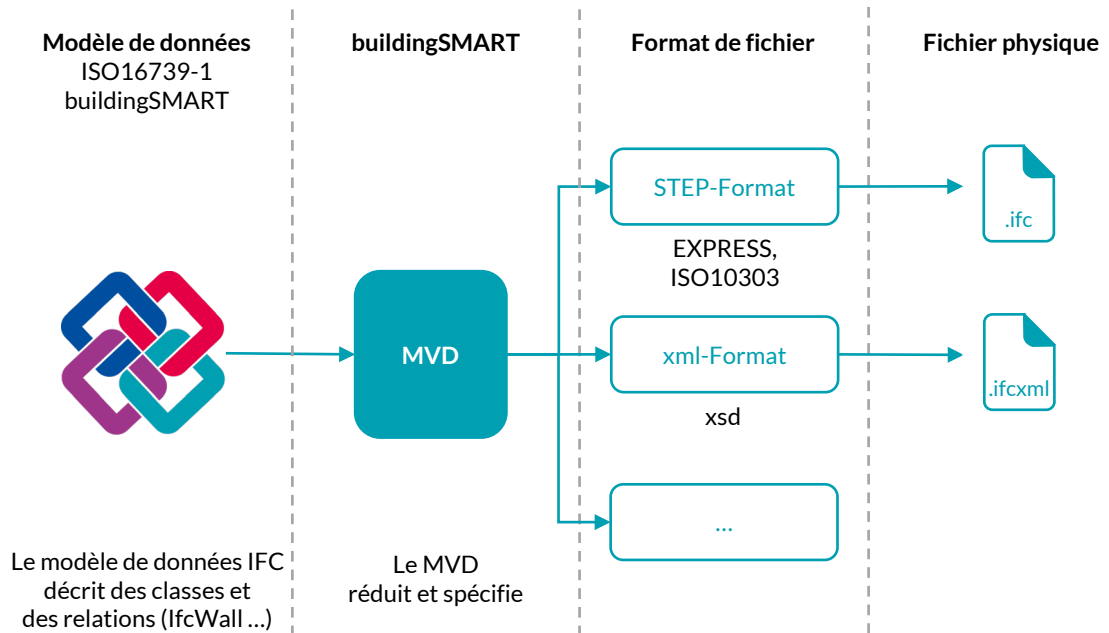 Modèle de données
ISO16739-1
buildingSMART
buildingSMART
Format de fichier
Fichier physique
STEP-Format
EXPRESS,
ISO10303
.ifc
MVD
xml-Format
xsd
.ifcxml
...
Le modèle de données IFC
décrit des classes et
des relations (IfcWall ...)
Le MVD
réduit et spécifie